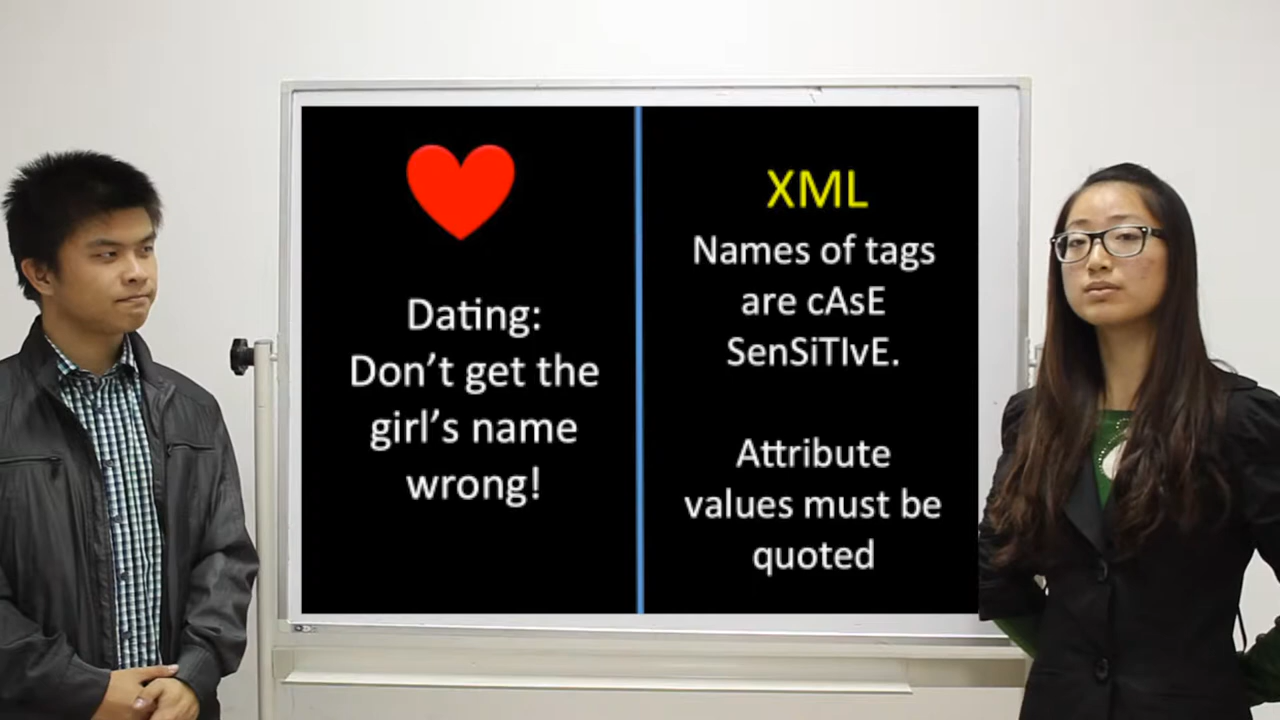 Dating:
Don't get the
girl's name
wrong!
XML
Names of tags
are cAsE
SenSiTIvE.
Attribute
values must be
quoted